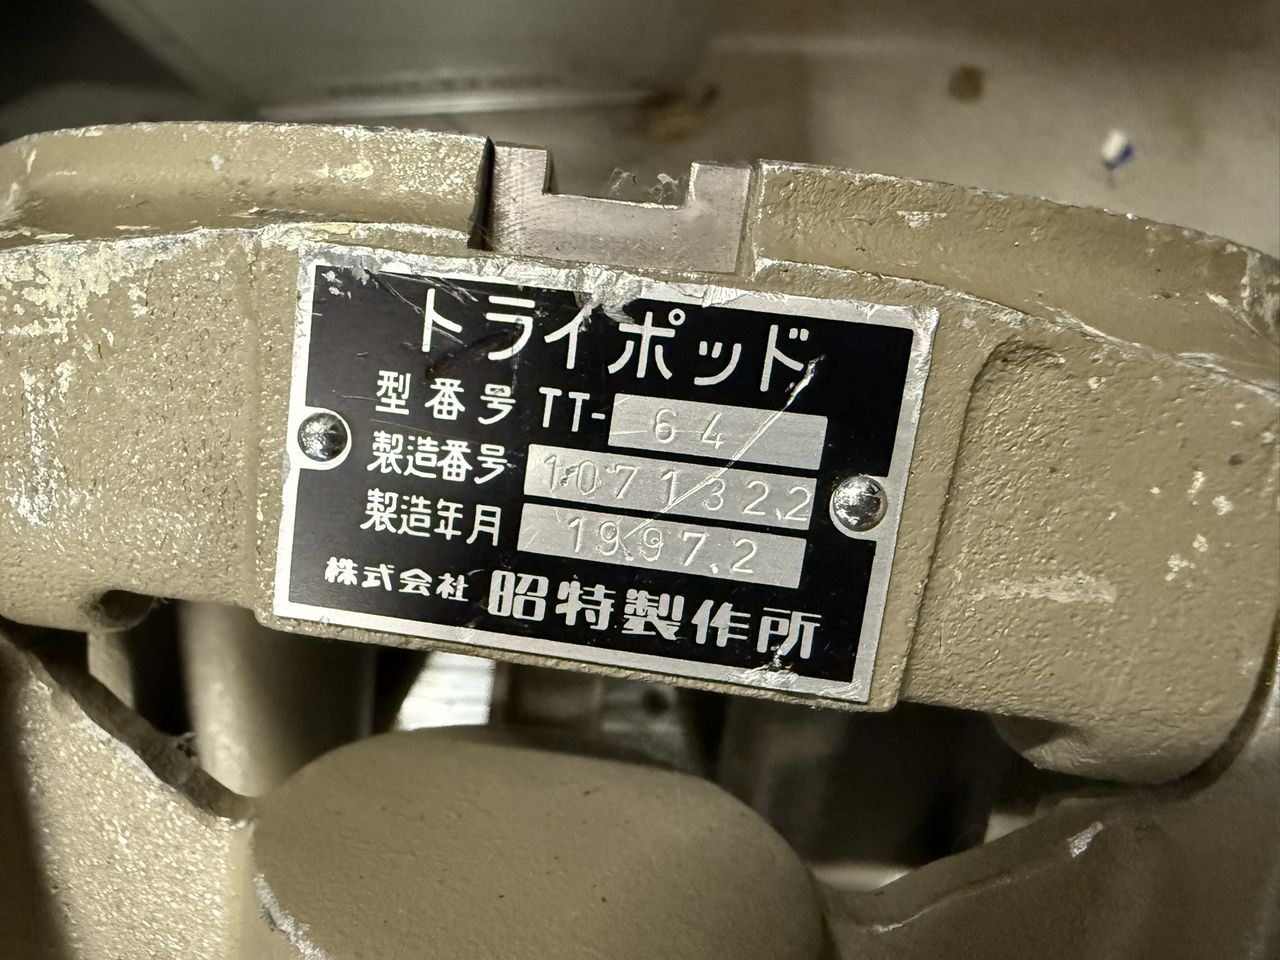 トライポッド
型番号 TT-64
製造番号 1071322
製造年月 1997.2
株式会社 昭特製作所